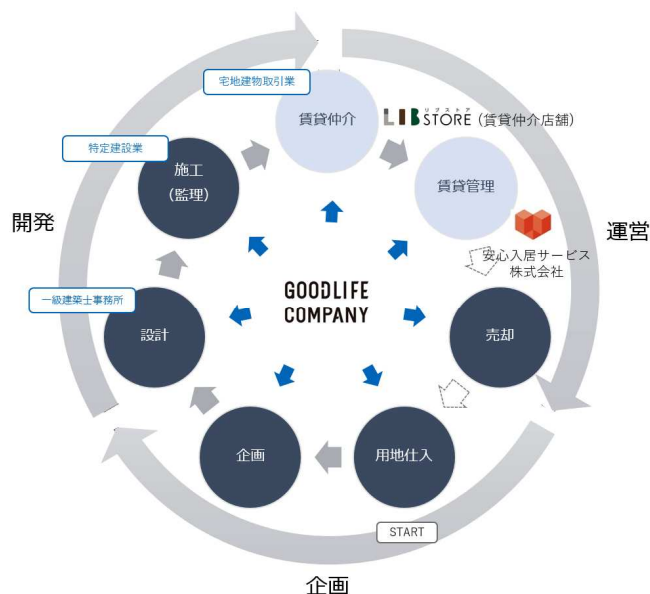 宅地建物取引業
賃貸仲介
リブストア
LIB STORE (賃貸仲介店舗)
特定建設業
施工
(監理)
賃貸管理
開発
運営
安心入居サービス
株式会社
一級建築士事務所
GOODLIFE
COMPANY
設計
売却
企画
用地仕入
START
企画